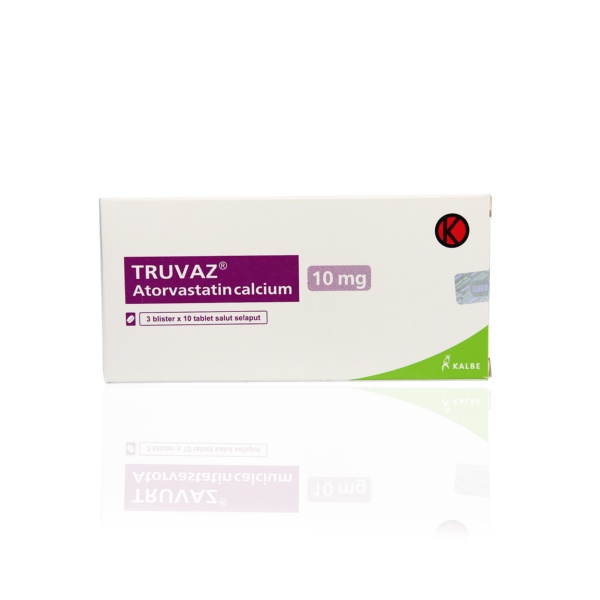 TRUVAZ®
Atorvastatin calcium
10 mg
3 blister x 10 tablet salut selaput
K
KALBE